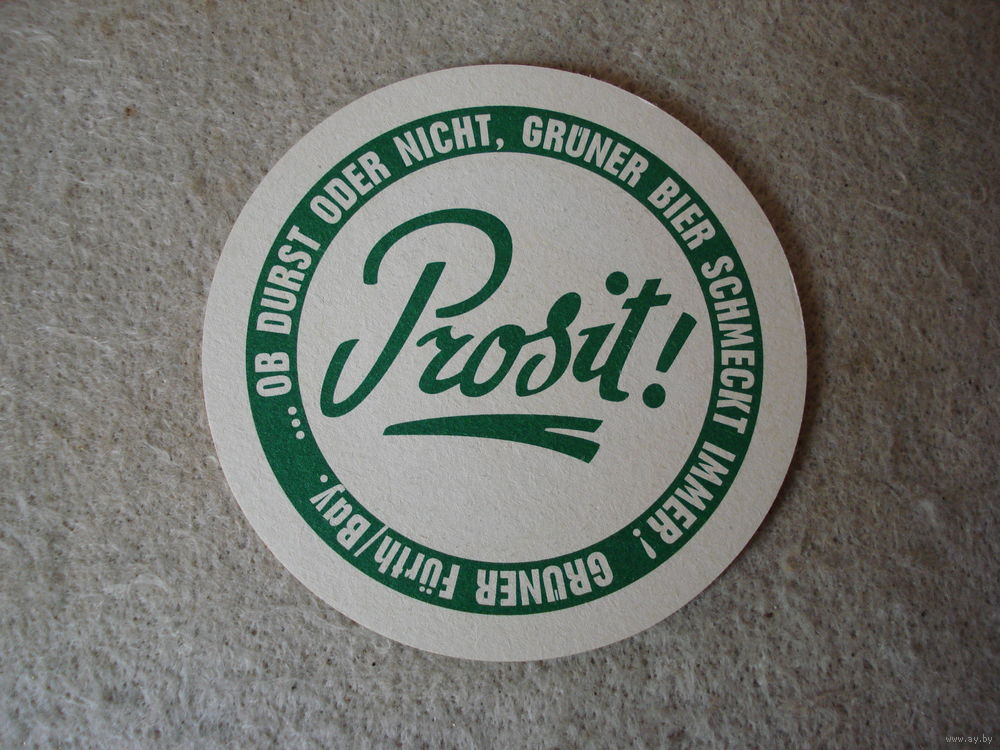 ... OB DURST ODER NICHT, GRÜNER BIER SCHMECKT IMMER! GRÜNER Fürth/Bay.
Prosit!
www.ay.by